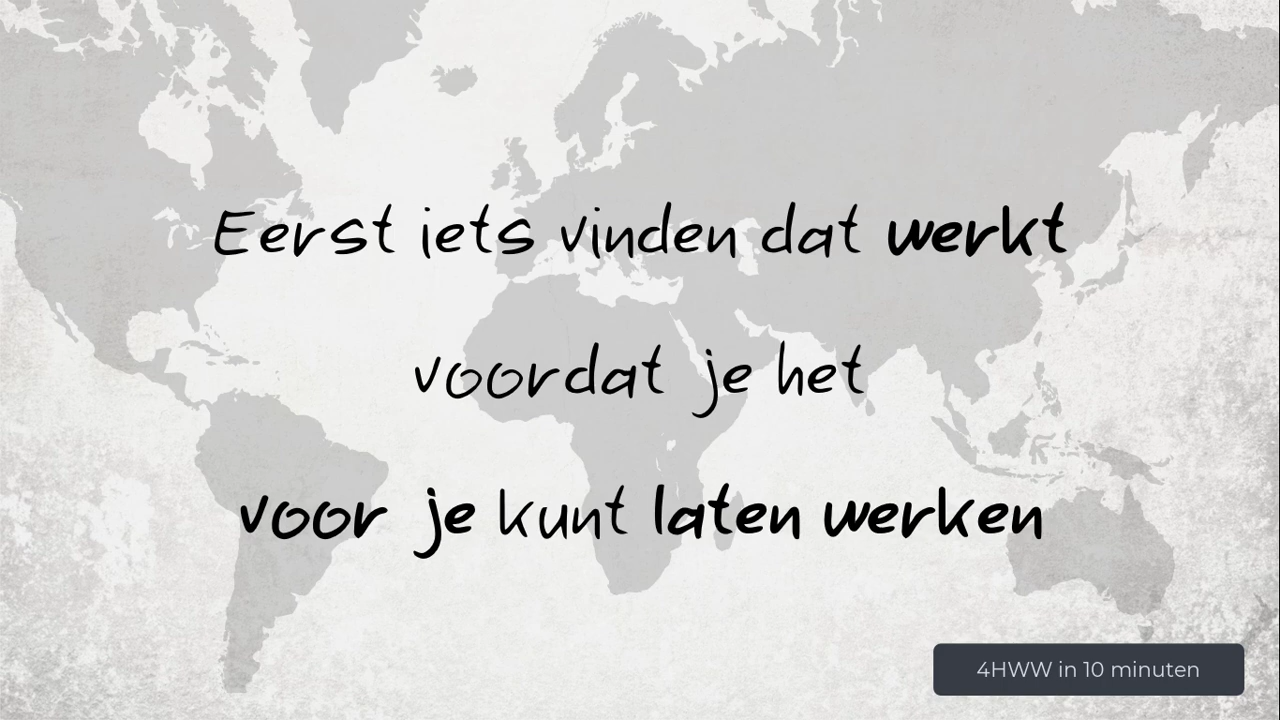 Eerst iets vinden dat werkt
voordat je het
voor je kunt laten werken
4HWW in 10 minuten